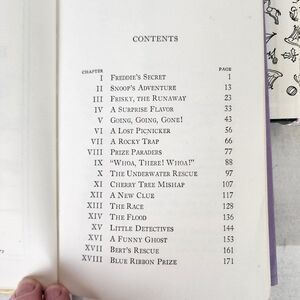 CONTENTS
CHAPTER PAGE
I FREDDIE'S SECRET 1
II SNOOP'S ADVENTURE 13
III FRISKY, THE RUNAWAY 23
IV A SURPRISE FLAVOR 33
V GOING, GOING, GONE! 43
VI A LOST PICNICKER 56
VII A ROCKY TRAP 66
VIII PRIZE PARADERS 77
IX "WHOA, THERE! WHOA!" 88
X THE UNDERWATER RESCUE 97
XI CHERRY TREE MISHAP 107
XII A NEW CLUE 117
XIII THE RACE 128
XIV THE FLOOD 136
XV LITTLE DETECTIVES 144
XVI A FUNNY GHOST 153
XVII BERT'S RESCUE 161
XVIII BLUE RIBBON PRIZE 171